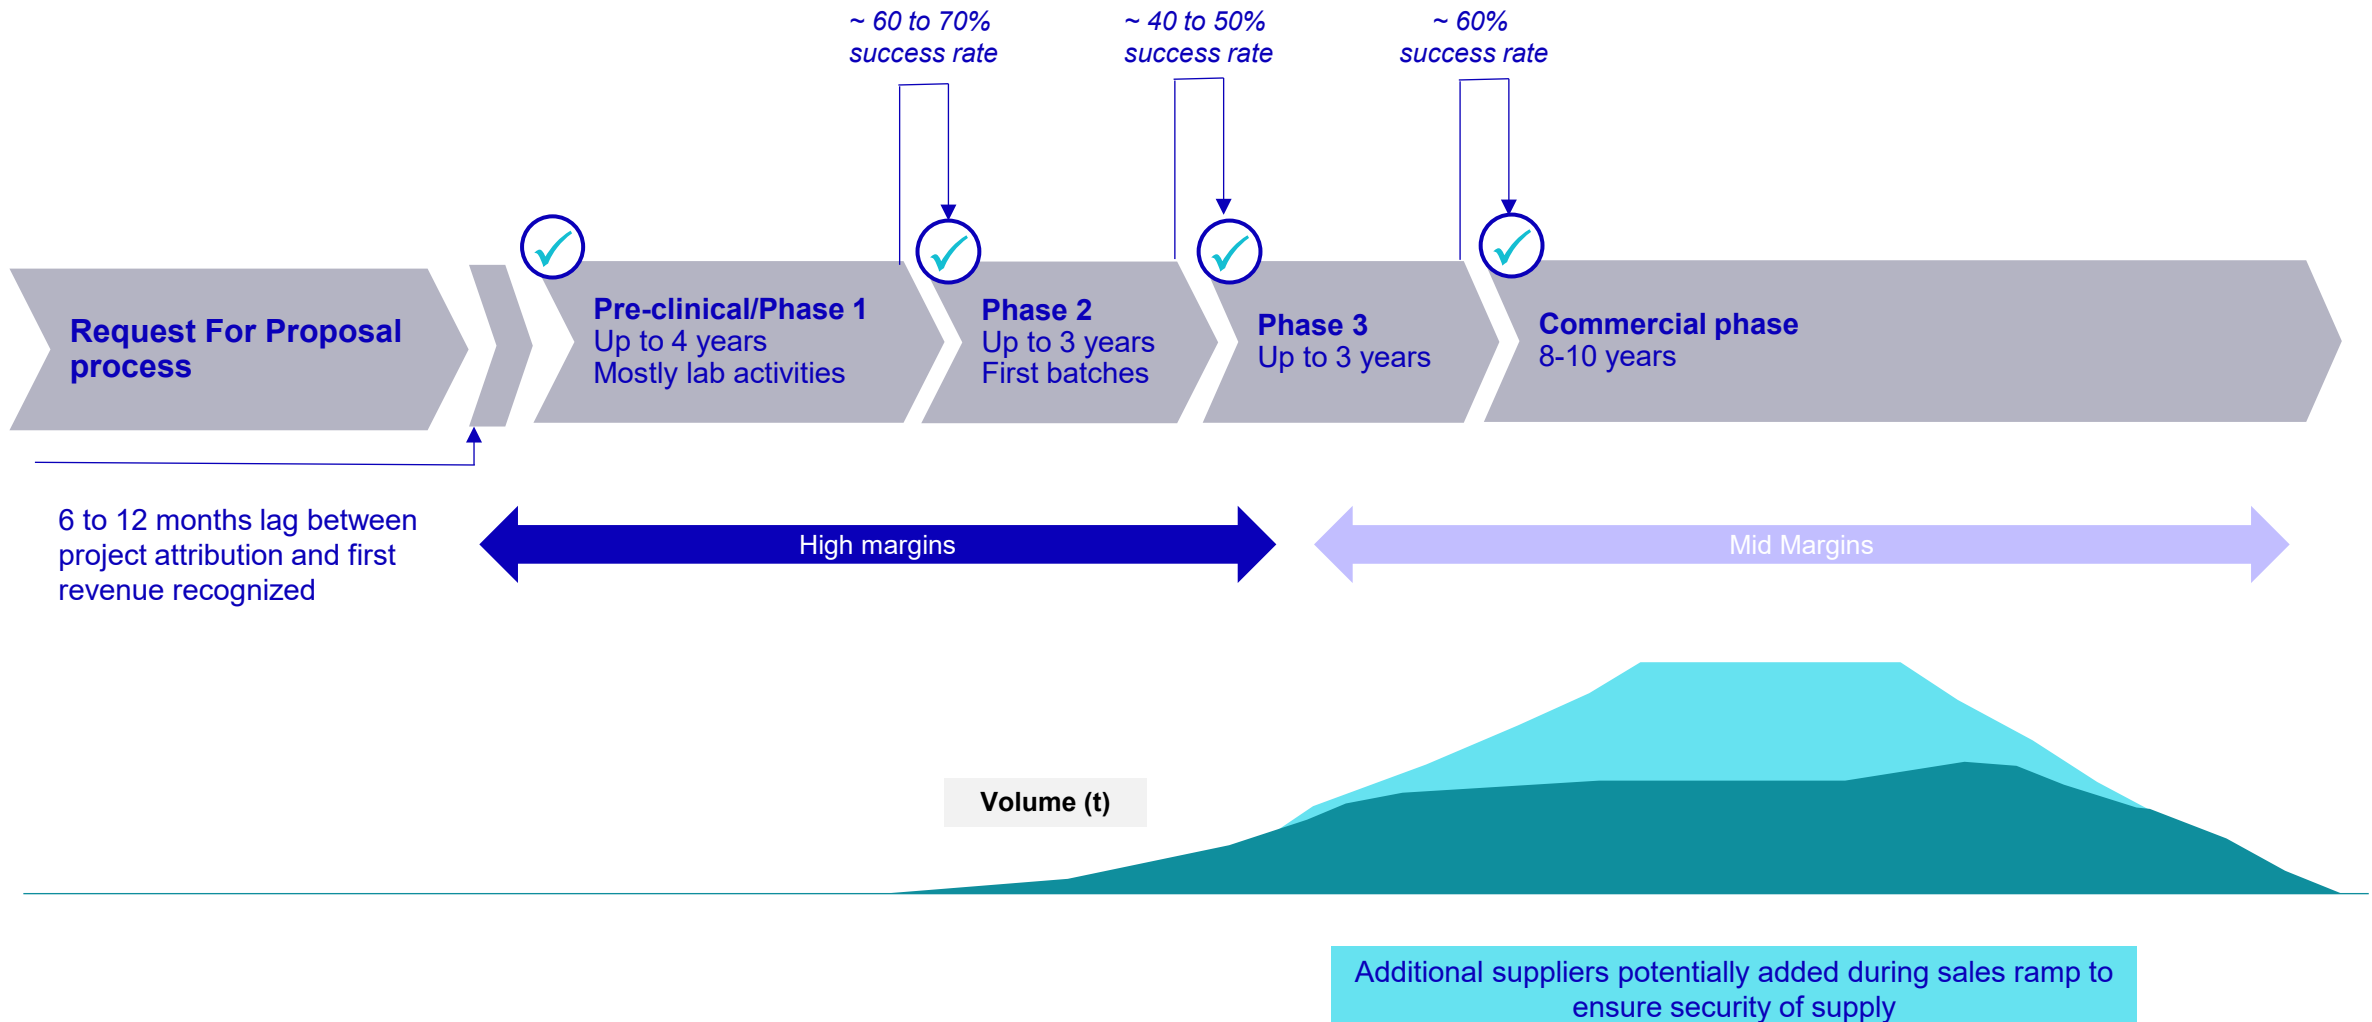 ~ 60 to 70%
success rate
~ 40 to 50%
success rate
~ 60%
success rate
Request For Proposal
process
Pre-clinical/Phase 1
Up to 4 years
Mostly lab activities
Phase 2
Up to 3 years
First batches
Phase 3
Up to 3 years
Commercial phase
8-10 years
6 to 12 months lag between
project attribution and first
revenue recognized
High margins
Mid Margins
Volume (t)
Additional suppliers potentially added during sales ramp to
ensure security of supply